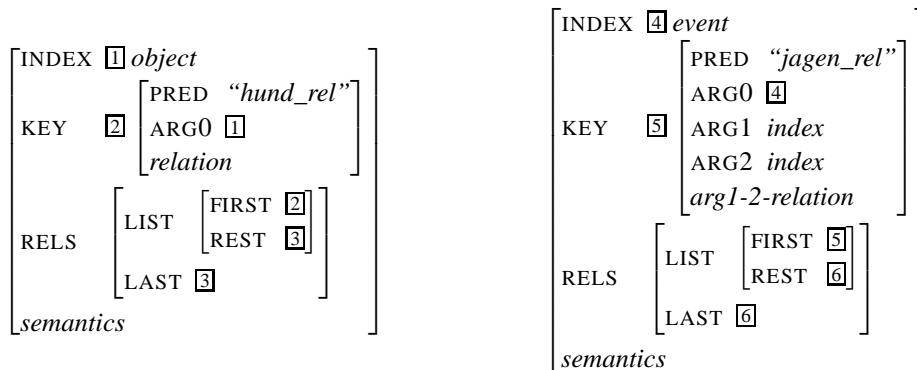 INDEX 1 object
KEY 2 PRED "hund_rel"
ARG0 1
relation
RELS LIST FIRST 2
REST 3
LAST 3
semantics
INDEX 4 event
KEY 5 PRED "jagen_rel"
ARG0 4
ARG1 index
ARG2 index
arg1-2-relation
RELS LIST FIRST 5
REST 6
LAST 6
semantics